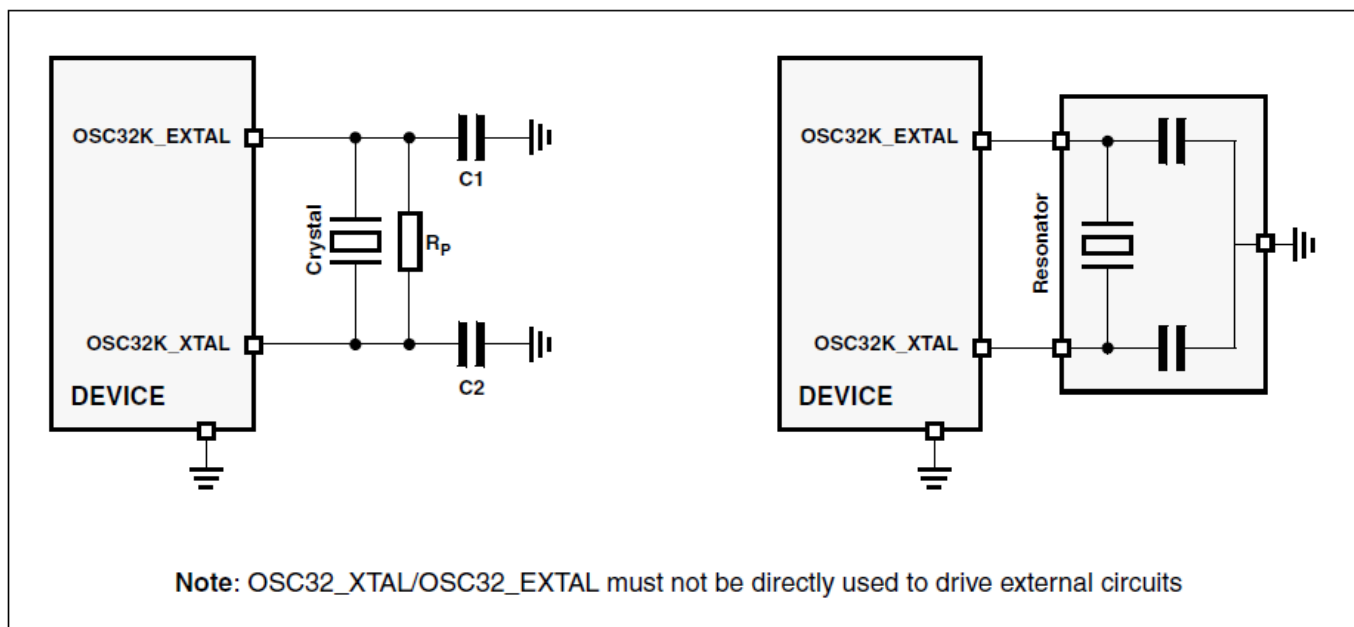 OSC32K_EXTAL
C1
Crystal
RP
OSC32K_XTAL
C2
DEVICE
OSC32K_EXTAL
Resonator
OSC32K_XTAL
DEVICE
Note: OSC32_XTAL/OSC32_EXTAL must not be directly used to drive external circuits